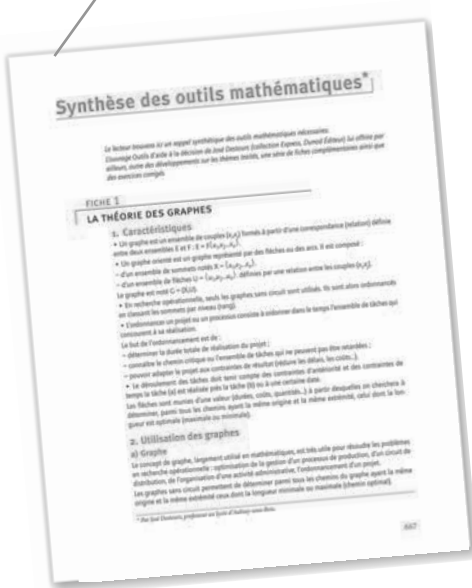 Synthèse des outils mathématiques*
Le lecteur trouvera ici un rappel synthétique des outils mathématiques nécessaires.
L'ouvrage Outils d'aide à la décision de José Destours (collection Express, Dunod Éditeur) lui offrira par
ailleurs, outre des développements sur les thèmes traités, une série de fiches complémentaires ainsi que
des exercices corrigés.
FICHE 1
LA THÉORIE DES GRAPHES
1. Caractéristiques
• Un graphe est un ensemble de couples formés à partir d'une correspondance (relation) définie
entre deux ensembles E et F :
• Un graphe orienté est un graphe représenté par des flèches ou des arcs. Il est composé :
– d'un ensemble de sommets notés X =
– d'un ensemble de flèches U = définies par une relation entre les couples
Le graphe est noté G = (X,U).
• En recherche opérationnelle, seuls les graphes sans circuit sont utilisés. Ils sont alors ordonnancés
en classant les sommets par niveau (rang).
• L'ordonnancer un projet ou un processus consiste à ordonner dans le temps l'ensemble de tâches qui
concourent à sa réalisation.
Le but de l'ordonnancement est de :
– déterminer la durée totale de réalisation du projet ;
– connaître le chemin critique ou l'ensemble de tâches qui ne peuvent pas être retardées ;
– pouvoir adapter le projet aux contraintes de résultat (réduire les délais, les coûts…).
• Le déroulement des tâches doit tenir compte des contraintes d'antériorité et des contraintes de
temps la tâche (a) est réalisée près la tâche (b) ou à une certaine date.
Les flèches sont munies d'une valeur (durées, coûts, quantités…) à partir desquelles on cherchera à
déterminer, parmi tous les chemins ayant la même origine et la même extrémité, celui dont la lon-
gueur est optimale (maximale ou minimale).
2. Utilisation des graphes
a) Graphe
Le concept de graphe, largement utilisé en mathématiques, est très utile pour résoudre les problèmes
en recherche opérationnelle : optimisation de la gestion d'un processus de production, d'un circuit de
distribution, de l'organisation d'une activité administrative, l'ordonnancement d'un projet.
Les graphes sans circuit permettent de déterminer parmi tous les chemins du graphe ayant la même
origine et la même extrémité ceux dont la longueur minimale ou maximale (chemin optimal).
* Par José Destours, professeur au lycée d'Aulnay-sous-Bois.
667